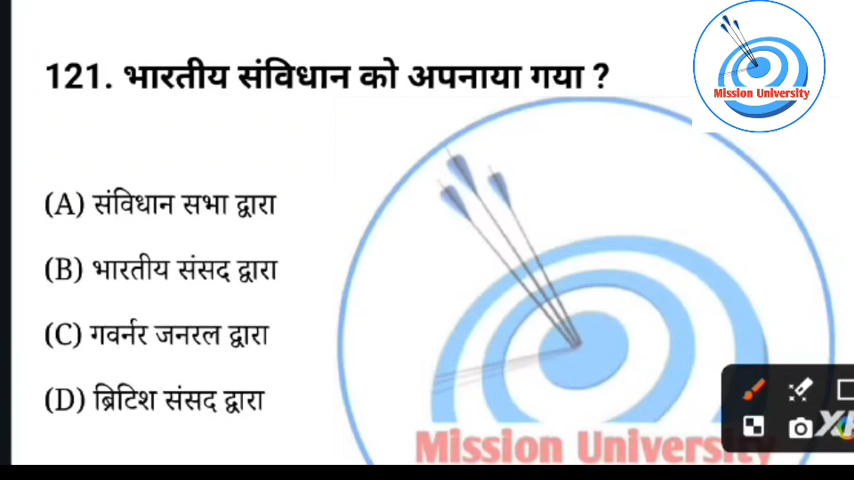 Mission University
121. भारतीय संविधान को अपनाया गया ?
(A) संविधान सभा द्वारा
(B) भारतीय संसद द्वारा
(C) गवर्नर जनरल द्वारा
(D) ब्रिटिश संसद द्वारा
Mission University